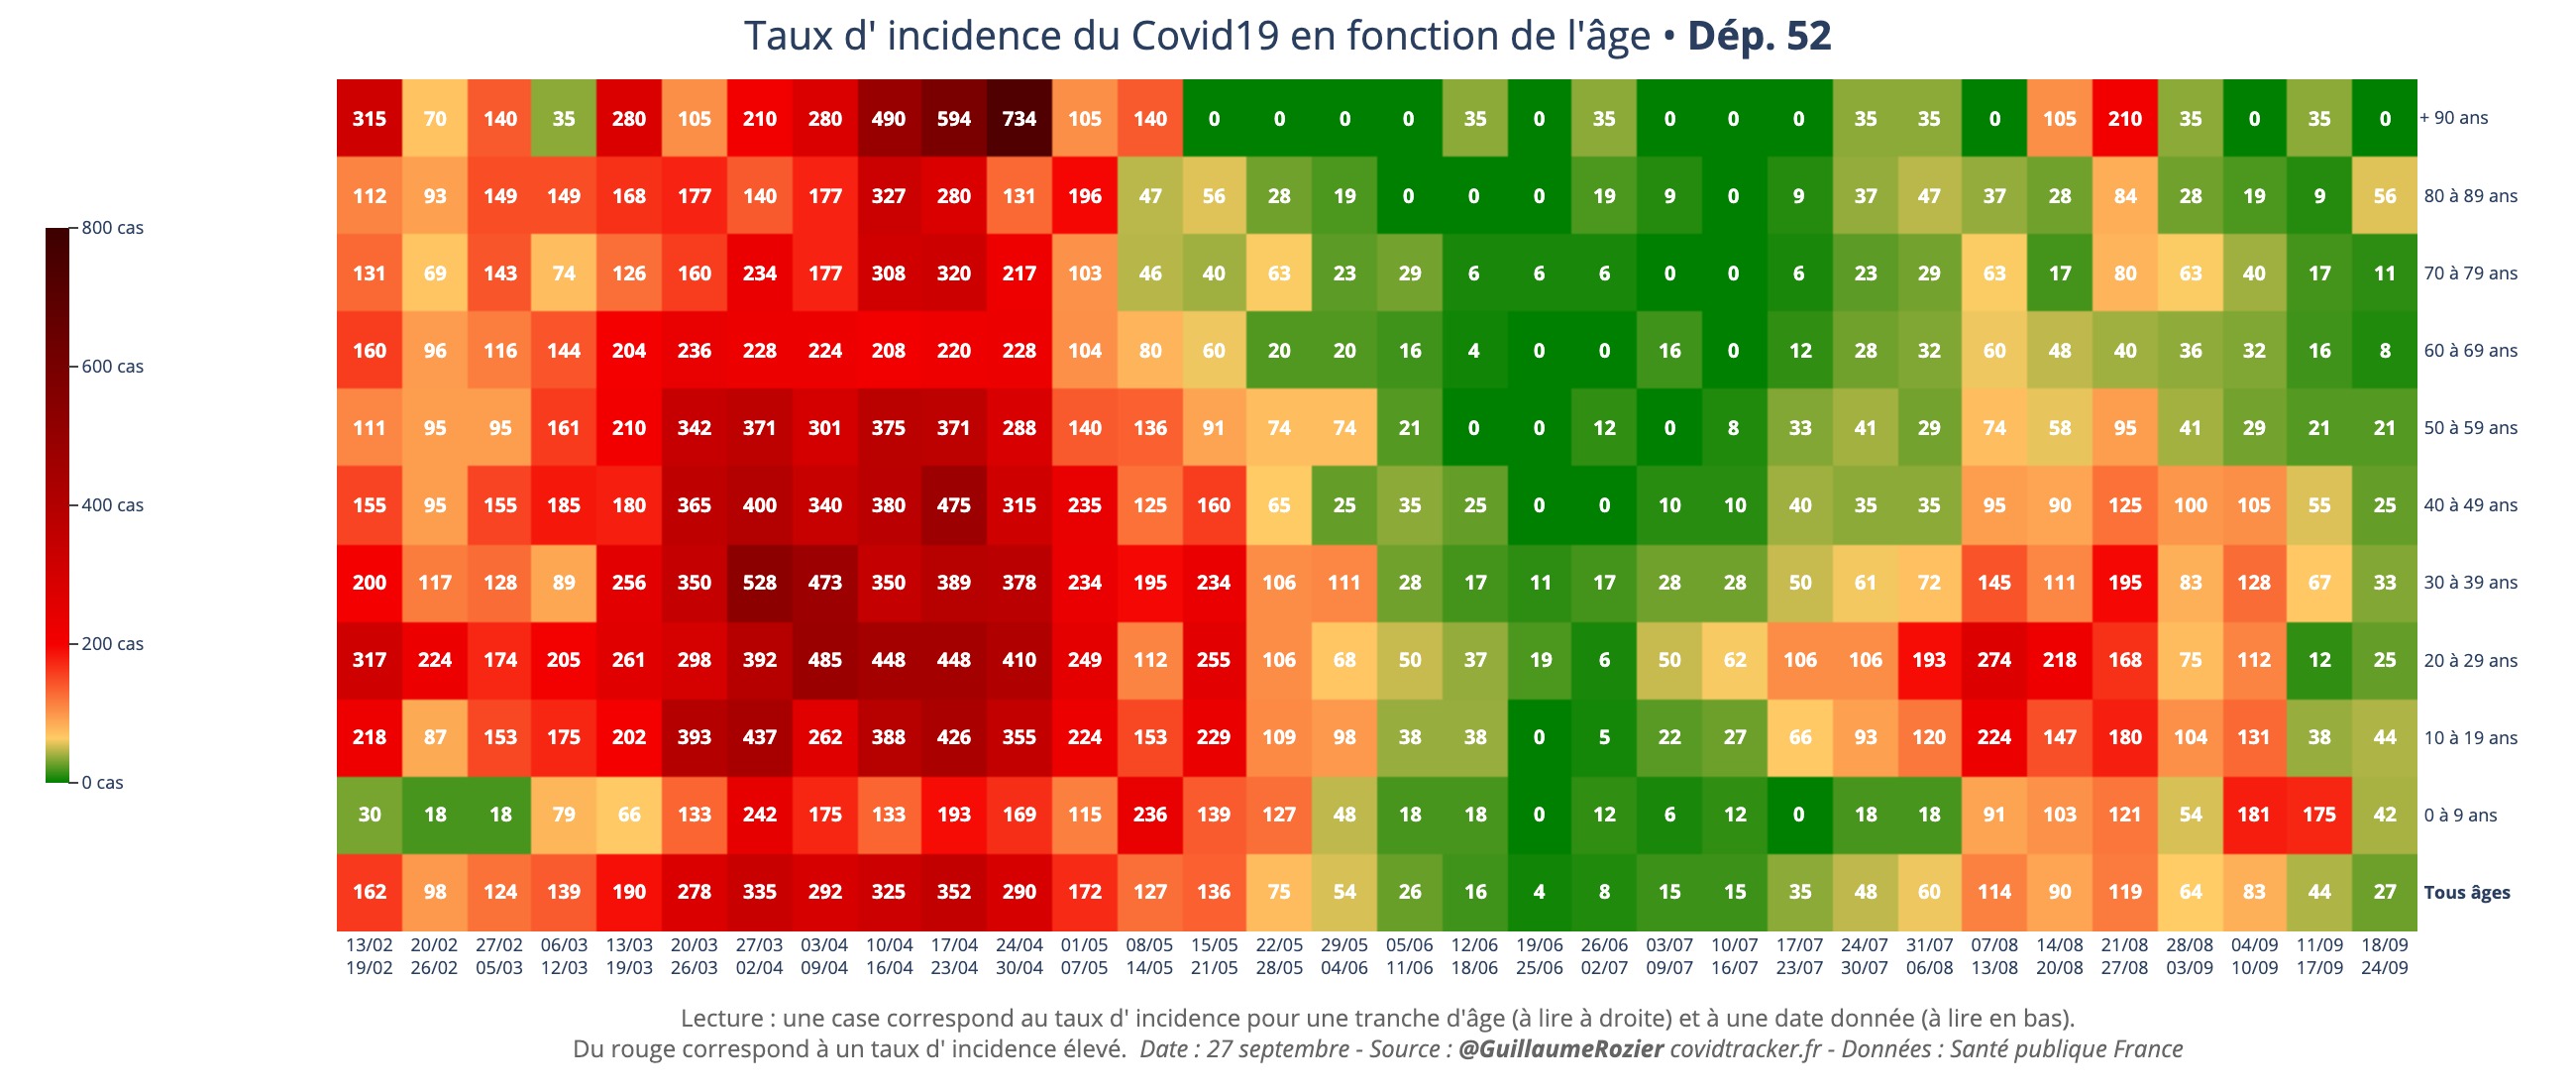 Taux d' incidence du Covid19 en fonction de l'âge • Dép. 52
315 70 140 35 280 105 210 280 490 594 734 105 140 0 0 0 0 35 0 35 0 0 0 35 35 0 105 210 35 0 35 0 + 90 ans
112 93 149 149 168 177 140 177 327 280 131 196 47 56 28 19 0 0 0 19 9 0 9 37 47 37 28 84 28 19 9 56 80 à 89 ans
800 cas
131 69 143 74 126 160 234 177 308 320 217 103 46 40 63 23 29 6 6 6 0 0 6 23 29 63 17 80 63 40 17 11 70 à 79 ans
160 96 116 144 204 236 228 224 208 220 228 104 80 60 20 20 16 4 0 0 16 0 12 28 32 60 48 40 36 32 16 8 60 à 69 ans
600 cas
111 95 95 161 210 342 371 301 375 371 288 140 136 91 74 74 21 0 0 12 0 8 33 41 29 74 58 95 41 29 21 21 50 à 59 ans
400 cas
155 95 155 185 180 365 400 340 380 475 315 235 125 160 65 25 35 25 0 0 10 10 40 35 35 95 90 125 100 105 55 25 40 à 49 ans
200 117 128 89 256 350 528 473 350 389 378 234 195 234 106 111 28 17 11 17 28 28 50 61 72 145 111 195 83 128 67 33 30 à 39 ans
200 cas
317 224 174 205 261 298 392 485 448 448 410 249 112 255 106 68 50 37 19 6 50 62 106 106 193 274 218 168 75 112 12 25 20 à 29 ans
218 87 153 175 202 393 437 262 388 426 355 224 153 229 109 98 38 38 0 5 22 27 66 93 120 224 147 180 104 131 38 44 10 à 19 ans
0 cas
30 18 18 79 66 133 242 175 133 193 169 115 236 139 127 48 18 18 0 12 6 12 0 18 18 91 103 121 54 181 175 42 0 à 9 ans
162 98 124 139 190 278 335 292 325 352 290 172 127 136 75 54 26 16 4 8 15 15 35 48 60 114 90 119 64 83 44 27 Tous âges
13/02 20/02 27/02 06/03 13/03 20/03 27/03 03/04 10/04 17/04 24/04 01/05 08/05 15/05 22/05 29/05 05/06 12/06 19/06 26/06 03/07 10/07 17/07 24/07 31/07 07/08 14/08 21/08 28/08 04/09 11/09 18/09
19/02 26/02 05/03 12/03 19/03 26/03 02/04 09/04 16/04 23/04 30/04 07/05 14/05 21/05 28/05 04/06 11/06 18/06 25/06 02/07 09/07 16/07 23/07 30/07 06/08 13/08 20/08 27/08 03/09 10/09 17/09 24/09
Lecture : une case correspond au taux d' incidence pour une tranche d'âge (à lire à droite) et à une date donnée (à lire en bas).
Du rouge correspond à un taux d' incidence élevé. Date : 27 septembre - Source : @GuillaumeRozier covidtracker.fr - Données : Santé publique France